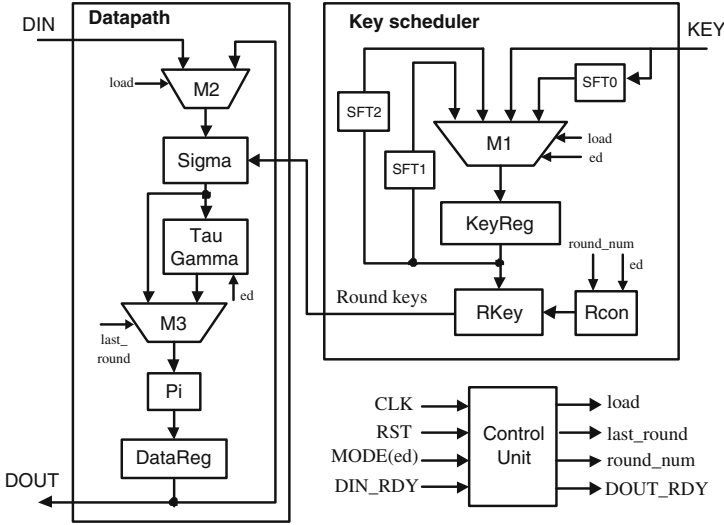 Datapath
DIN
load
M2
Sigma
Tau
Gamma
ed
M3
last_
round
Pi
DataReg
DOUT
Key scheduler
KEY
SFT0
SFT2
SFT1
M1
load
ed
KeyReg
round_num
ed
Round keys
RKey
Rcon
CLK
RST
MODE(ed)
DIN_RDY
Control
Unit
load
last_round
round_num
DOUT_RDY